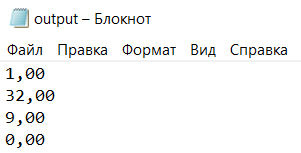 output – Блокнот
Файл Правка Формат Вид Справка
1,00
32,00
9,00
0,00